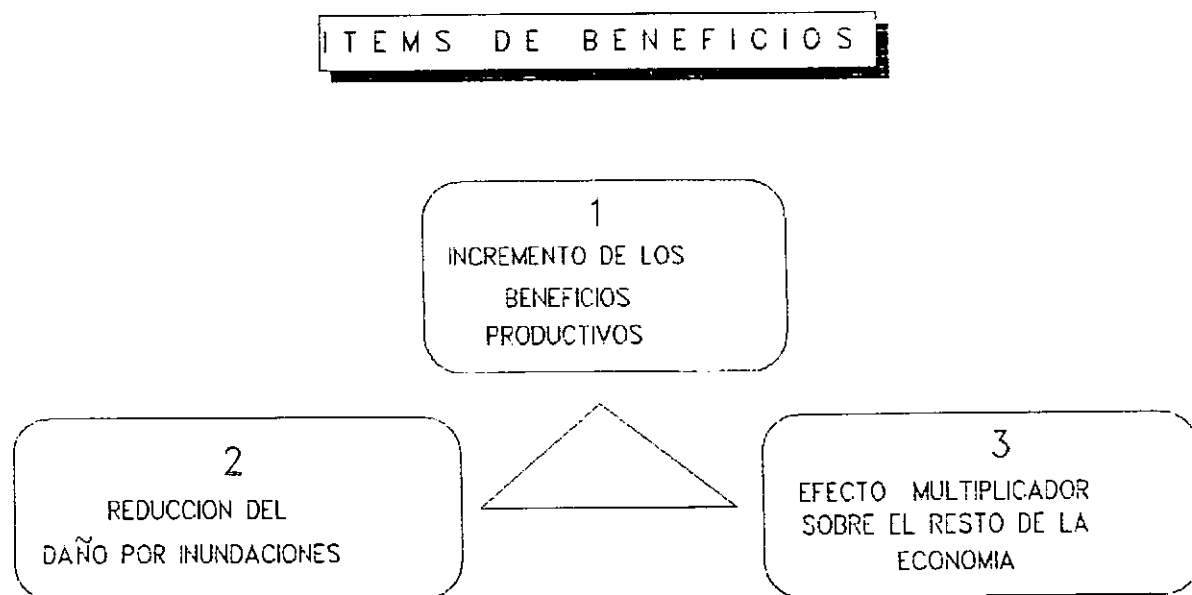 ITEMS DE BENEFICIOS
1
INCREMENTO DE LOS
BENEFICIOS
PRODUCTIVOS
2
REDUCCION DEL
DAÑO POR INUNDACIONES
3
EFECTO MULTIPLICADOR
SOBRE EL RESTO DE LA
ECONOMIA